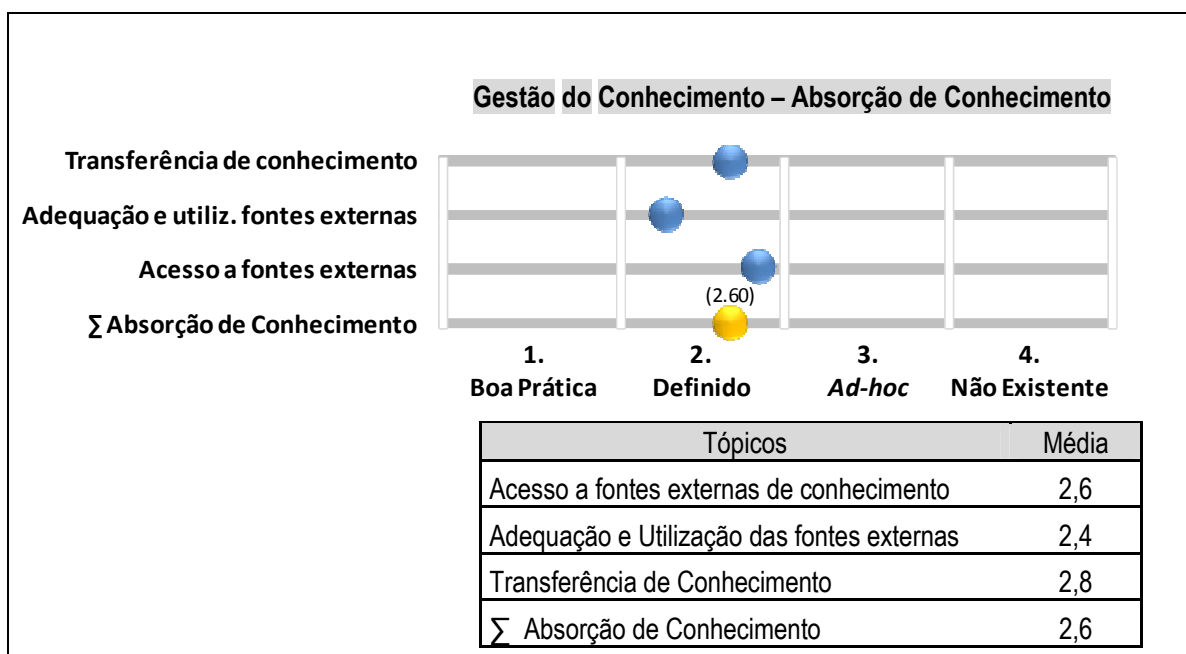 Gestão do Conhecimento – Absorção de Conhecimento
Transferência de conhecimento
Adequação e utiliz. fontes externas
Acesso a fontes externas
(2.60)
∑ Absorção de Conhecimento
1. 2. 3. 4.
Boa Prática Definido Ad-hoc Não Existente
Tópicos Média
Acesso a fontes externas de conhecimento 2,6
Adequação e Utilização das fontes externas 2,4
Transferência de Conhecimento 2,8
∑ Absorção de Conhecimento 2,6